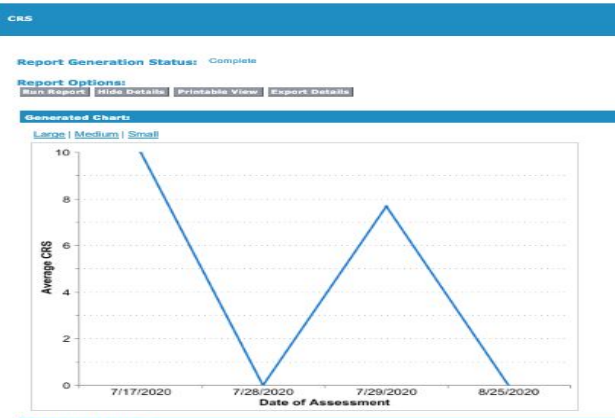 CRS
Report Generation Status: Complete
Report Options:
Run Report Hide Details Printable View Export Details
Generated Chart:
Large | Medium | Small
10
8
6
4
2
0
Average CRS
7/17/2020 7/28/2020 7/29/2020 8/25/2020
Date of Assessment